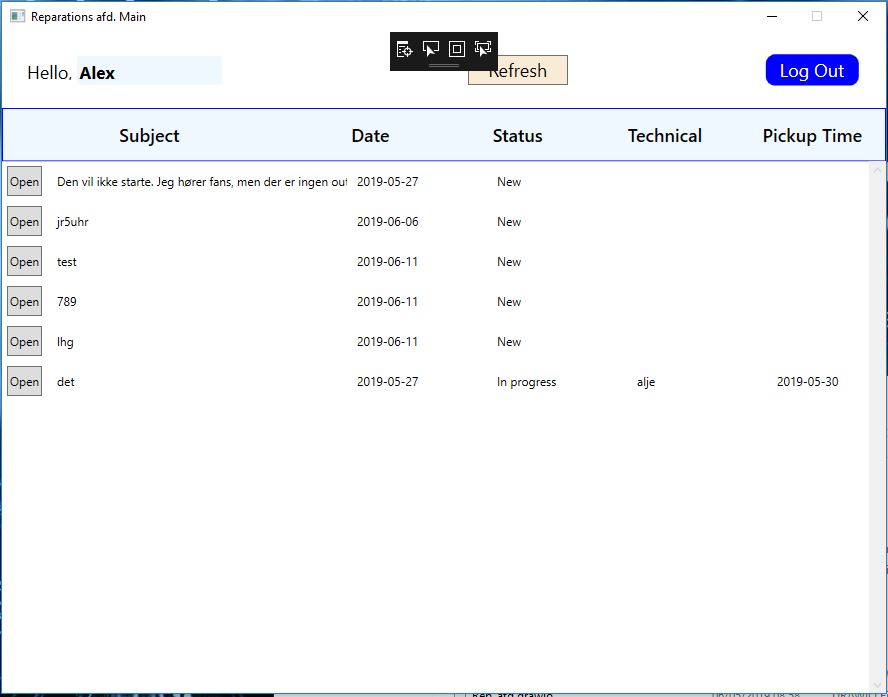 Reparations afd. Main
Hello, Alex
Refresh
Log Out
Subject Date Status Technical Pickup Time
Open Den vil ikke starte. Jeg hører fans, men der er ingen out 2019-05-27 New
Open jr5uhr 2019-06-06 New
Open test 2019-06-11 New
Open 789 2019-06-11 New
Open 2019-06-11 New
Open det 2019-05-27 In progress alje 2019-05-30